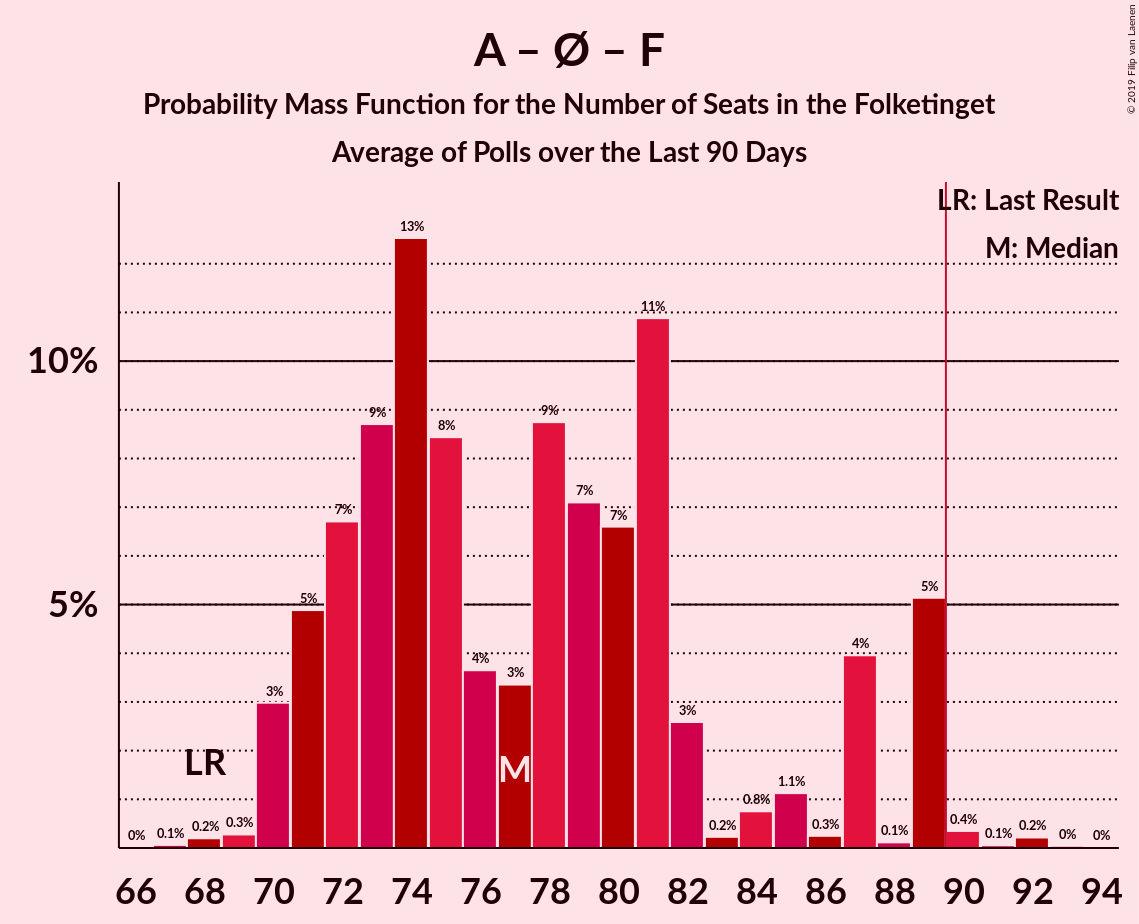 A – Ø – F
Probability Mass Function for the Number of Seats in the Folketinget
Average of Polls over the Last 90 Days
© 2019 Filip van Laenen
LR: Last Result
M: Median
10%
5%
0% 0.1% 0.2% 0.3% 3% 5% 7% 9% 13% 8% 4% 3% 9% 7% 7% 11% 3% 0.2% 0.8% 1.1% 0.3% 4% 0.1% 5% 0.4% 0.1% 0.2% 0% 0%
LR
M
66 68 70 72 74 76 78 80 82 84 86 88 90 92 94